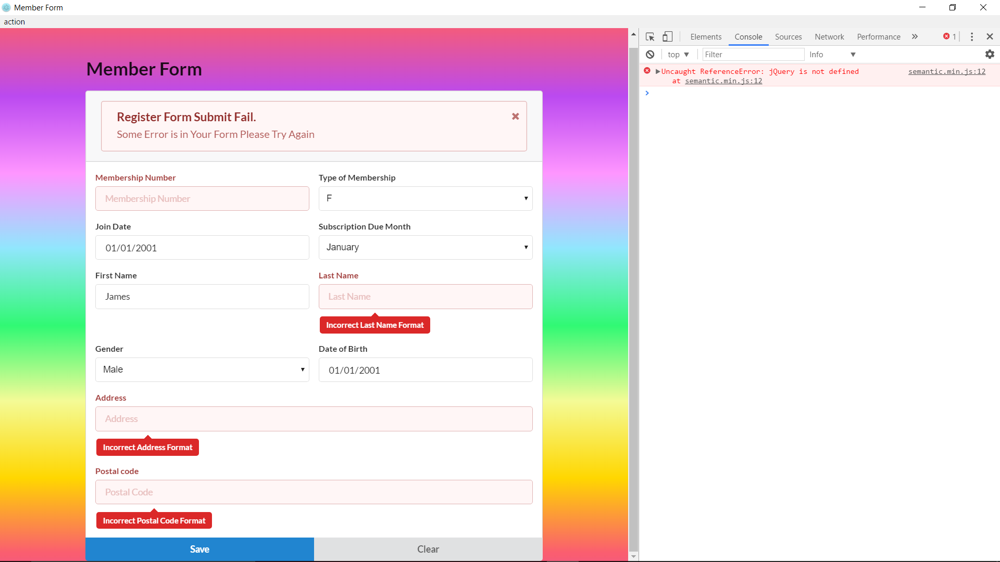 Member Form
action
Member Form
Register Form Submit Fail.
Some Error is in Your Form Please Try Again
Membership Number
Type of Membership
Membership Number
F
Join Date
Subscription Due Month
01/01/2001
January
First Name
Last Name
James
Last Name
Incorrect Last Name Format
Gender
Date of Birth
Male
01/01/2001
Address
Address
Incorrect Address Format
Postal code
Postal Code
Incorrect Postal Code Format
Save
Clear
Elements Console Sources Network Performance » 1
top Filter Info
Uncaught ReferenceError: jQuery is not defined semantic.min.js:12
at semantic.min.js:12